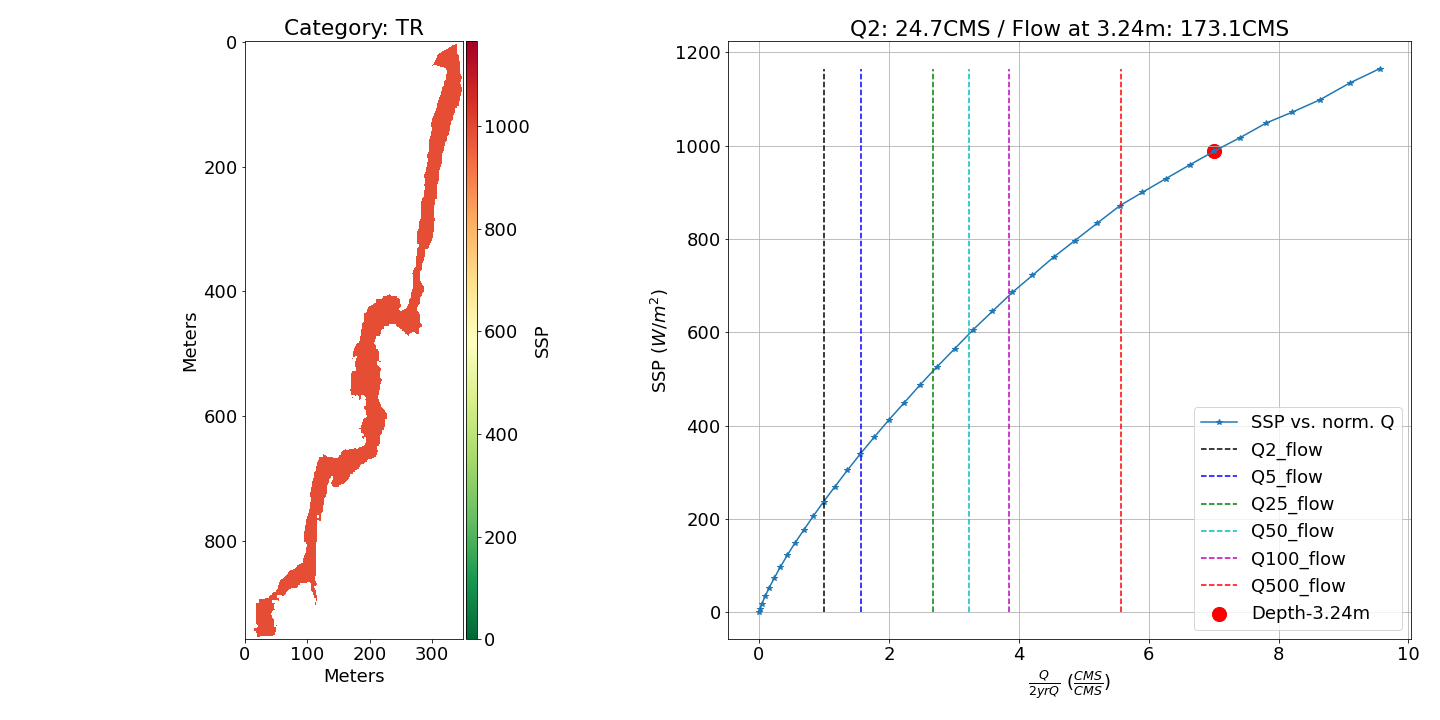 Category: TR
0
200
400
600
800
Meters
0
100
200
300
Meters
1000
800
600
400
200
0
SSP
Q2: 24.7CMS / Flow at 3.24m: 173.1CMS
1200
1000
800
600
400
200
0
SSP (W/m²)
SSP vs. norm. Q
Q2_flow
Q5_flow
Q25_flow
Q50_flow
Q100_flow
Q500_flow
Depth-3.24m
0
2
4
6
8
10
Q/2yrQ (CMS/CMS)